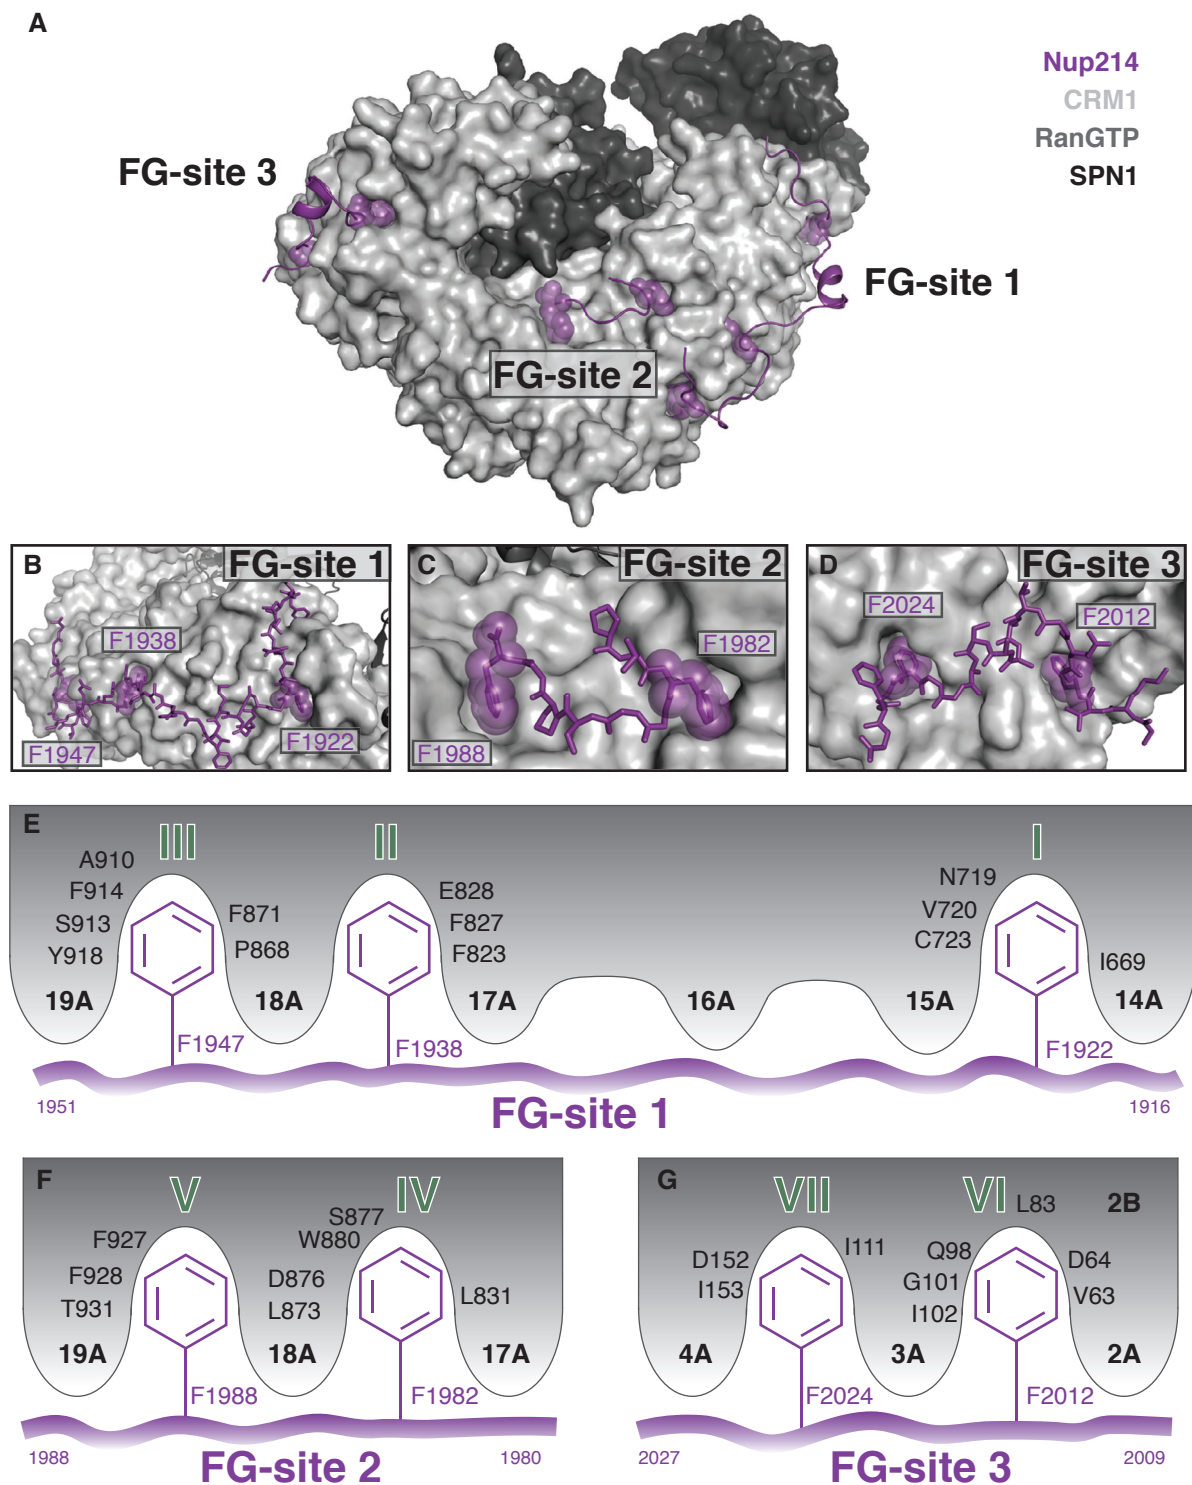 A
Nup214
CRM1
RanGTP
SPN1
FG-site 3
FG-site 1
FG-site 2
B
FG-site 1
F1938
F1947
F1922
C
FG-site 2
F1982
F1988
D
FG-site 3
F2024
F2012
E
III
II
I
A910
F914
S913
Y918
F871
P868
E828
F827
F823
N719
V720
C723
I669
19A
18A
17A
16A
15A
14A
F1947
F1938
F1922
1951
1916
FG-site 1
F
V
IV
F927
F928
T931
S877
W880
D876
L873
L831
19A
18A
17A
F1988
F1982
1988
1980
FG-site 2
G
VII
VI
L83
2B
D152
I153
I111
Q98
G101
I102
D64
V63
4A
3A
2A
F2024
F2012
2027
2009
FG-site 3